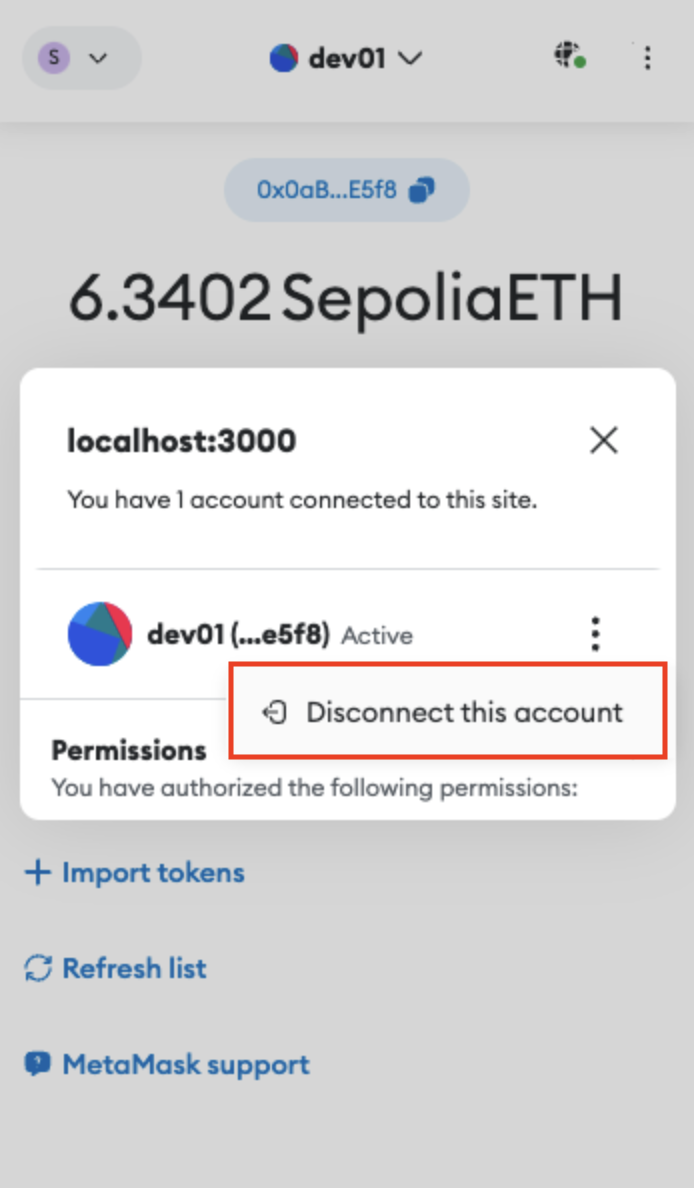 S
dev01
0x0aB...E5f8
6.3402 SepoliaETH
localhost:3000
You have 1 account connected to this site.
dev01 (...e5f8) Active
Disconnect this account
Permissions
You have authorized the following permissions:
Import tokens
Refresh list
MetaMask support